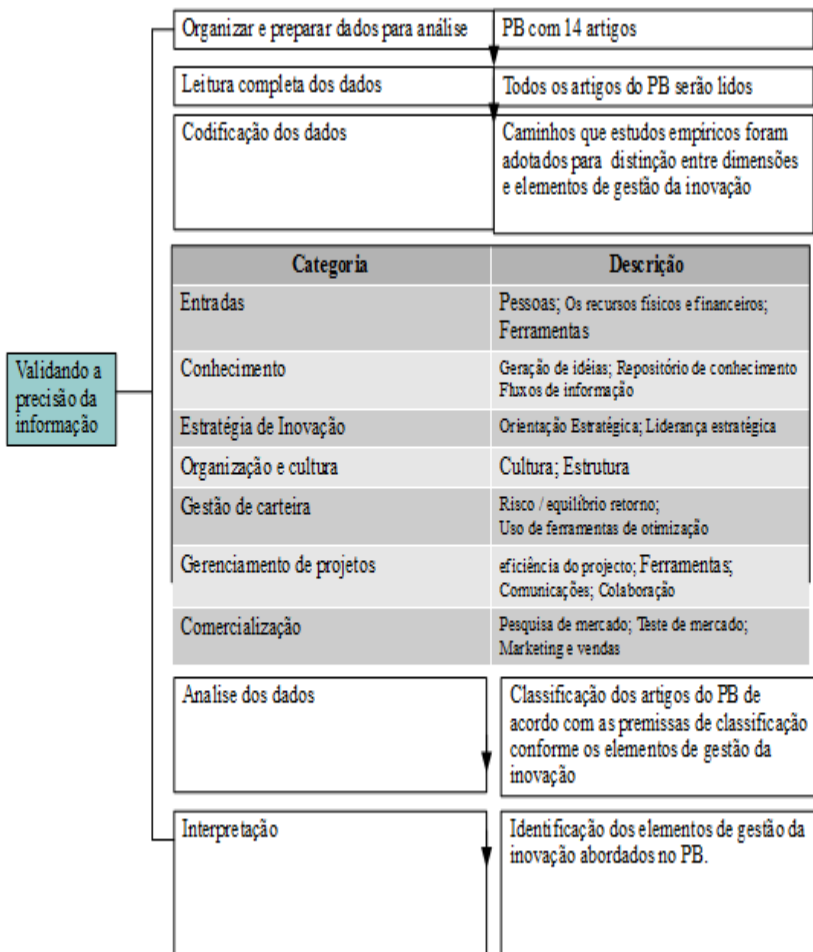 Organizar e preparar dados para análise
PB com 14 artigos
Leitura completa dos dados
Todos os artigos do PB serão lidos
Codificação dos dados
Caminhos que estudos empíricos foram
adotados para distinção entre dimensões
e elementos de gestão da inovação
Categoria
Descrição
Entradas
Pessoas; Os recursos físicos e financeiros;
Ferramentas
Validando a
precisão da
informação
Conhecimento
Geração de idéias; Repositório de conhecimento
Fluxos de informação
Estratégia de Inovação
Orientação Estratégica; Liderança estratégica
Organização e cultura
Cultura; Estrutura
Gestão de carteira
Risco / equilíbrio retorno;
Uso de ferramentas de otimização
Gerenciamento de projetos
eficiência do projecto; Ferramentas;
Comunicações; Colaboração
Comercialização
Pesquisa de mercado; Teste de mercado;
Marketing e vendas
Analise dos dados
Classificação dos artigos do PB de
acordo com as premissas de classificação
conforme os elementos de gestão da
inovação
Interpretação
Identificação dos elementos de gestão da
inovação abordados no PB.